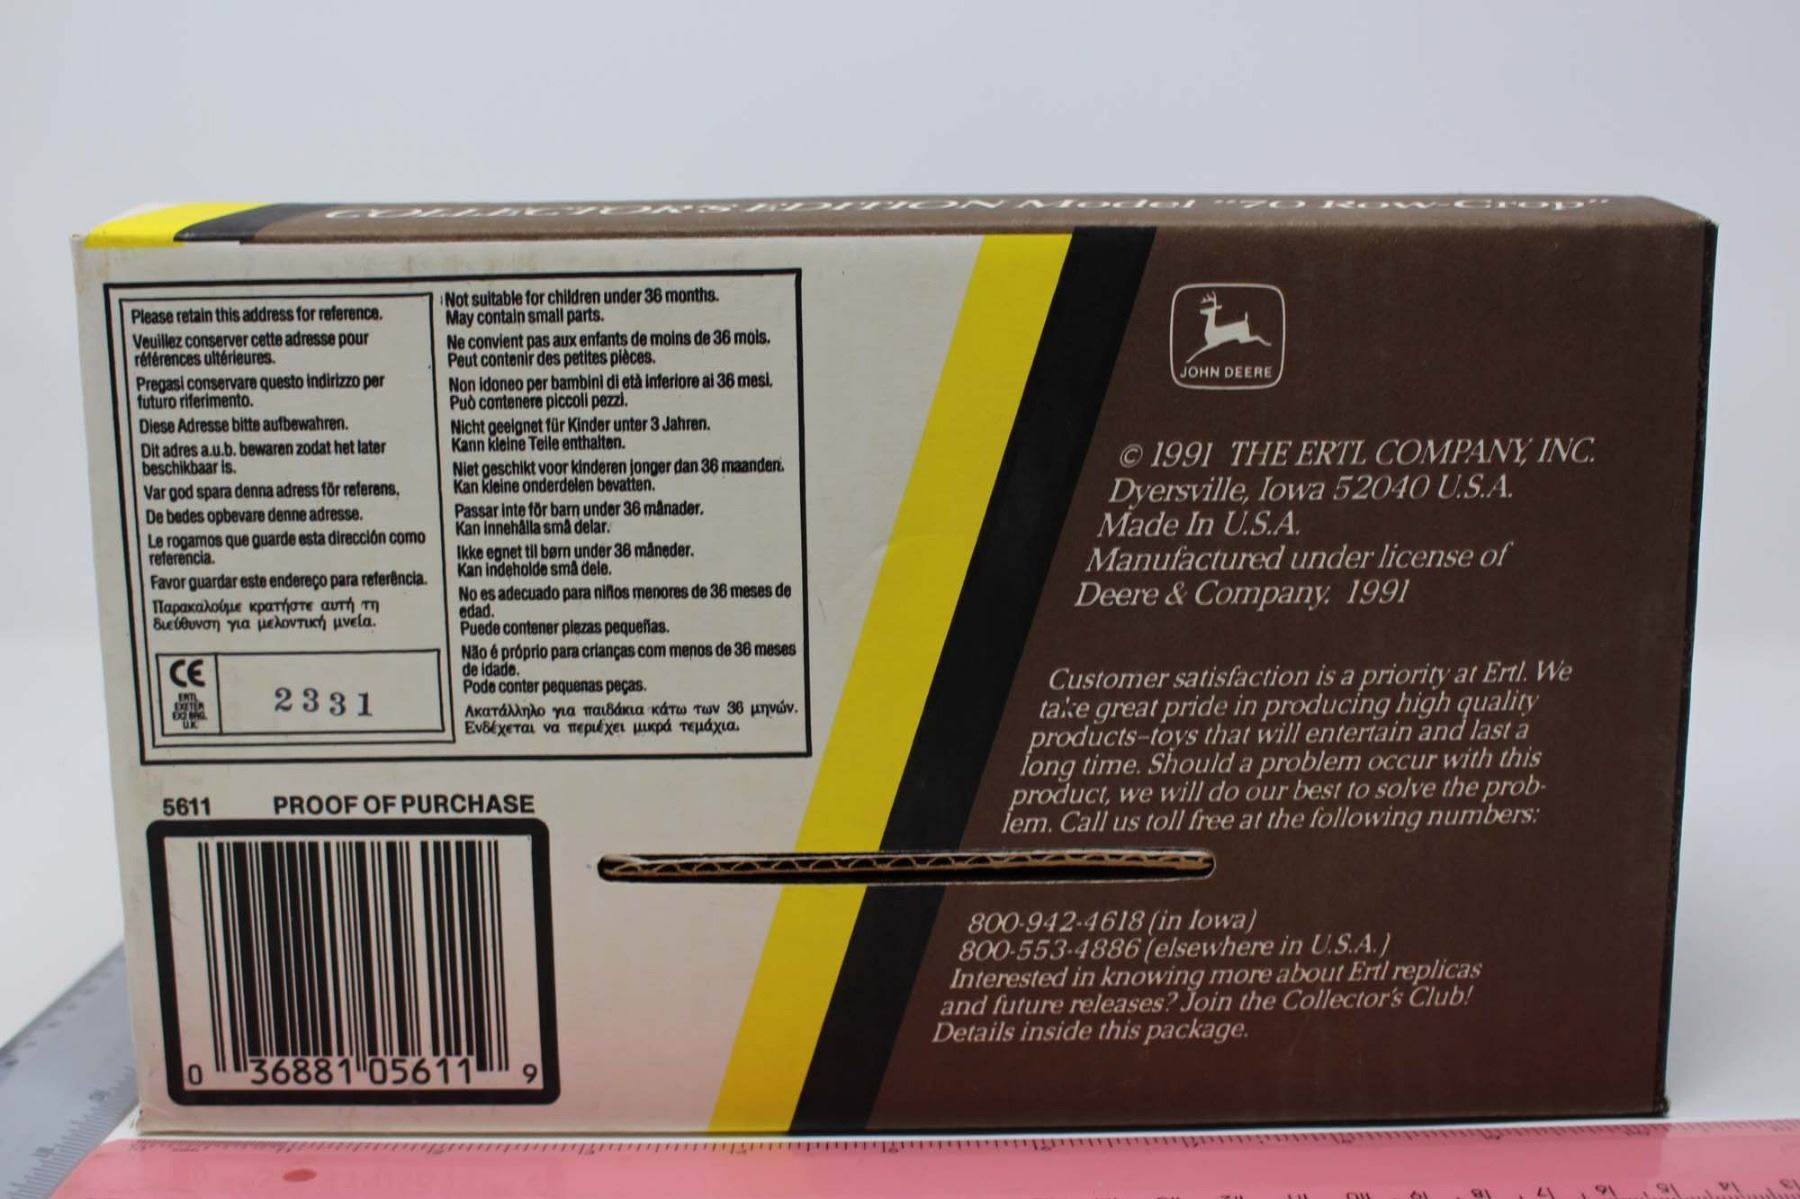 COLLECTOR'S EDITION Model "70 Row-Crop"
Please retain this address for reference.
Veuillez conserver cette adresse pour
références ultérieures.
Pregasi conservare questo indirizzo per
futuro riferimento.
Diese Adresse bitte aufbewahren.
Dit adres a.u.b. bewaren zodat het later
beschikbaar is.
Var god spara denna adress för referens,
De bedes opbevare denne adresse.
Le rogamos que guarde esta dirección como
referencia.
Favor guardar este endereço para referência.
Παρακαλούμε κρατήστε αυτή τη
διεύθυνση για μελοντική μνεία.
CE
ERTL
EXETER
U.K.
2331
Not suitable for children under 36 months.
May contain small parts.
Ne convient pas aux enfants de moins de 36 mois.
Peut contenir des petites pièces.
Non idoneo per bambini di età inferiore ai 36 mesi.
Può contenere piccoli pezzi.
Nicht geeignet für Kinder unter 3 Jahren.
Kann kleine Teile enthalten.
Niet geschikt voor kinderen jonger dan 36 maanden.
Kan kleine onderdelen bevatten.
Passar inte för barn under 36 månader.
Kan innehålla små delar.
Ikke egnet til børn under 36 måneder.
Kan indeholde små dele.
No es adecuado para niños menores de 36 meses de
edad.
Puede contener piezas pequeñas.
Não é próprio para crianças com menos de 36 meses
de idade.
Pode conter pequenas peças.
Ακατάλληλο για παιδάκια κάτω των 36 μηνών.
Ενδέχεται να περιέχει μικρά τεμάχια.
5611 PROOF OF PURCHASE
0 36881 05611 9
JOHN DEERE
© 1991 THE ERTL COMPANY, INC.
Dyersville, Iowa 52040 U.S.A.
Made In U.S.A.
Manufactured under license of
Deere & Company. 1991
Customer satisfaction is a priority at Ertl. We
take great pride in producing high quality
products–toys that will entertain and last a
long time. Should a problem occur with this
product, we will do our best to solve the prob-
lem. Call us toll free at the following numbers:
800-942-4618 (in Iowa)
800-553-4886 (elsewhere in U.S.A.)
Interested in knowing more about Ertl replicas
and future releases? Join the Collector's Club!
Details inside this package.